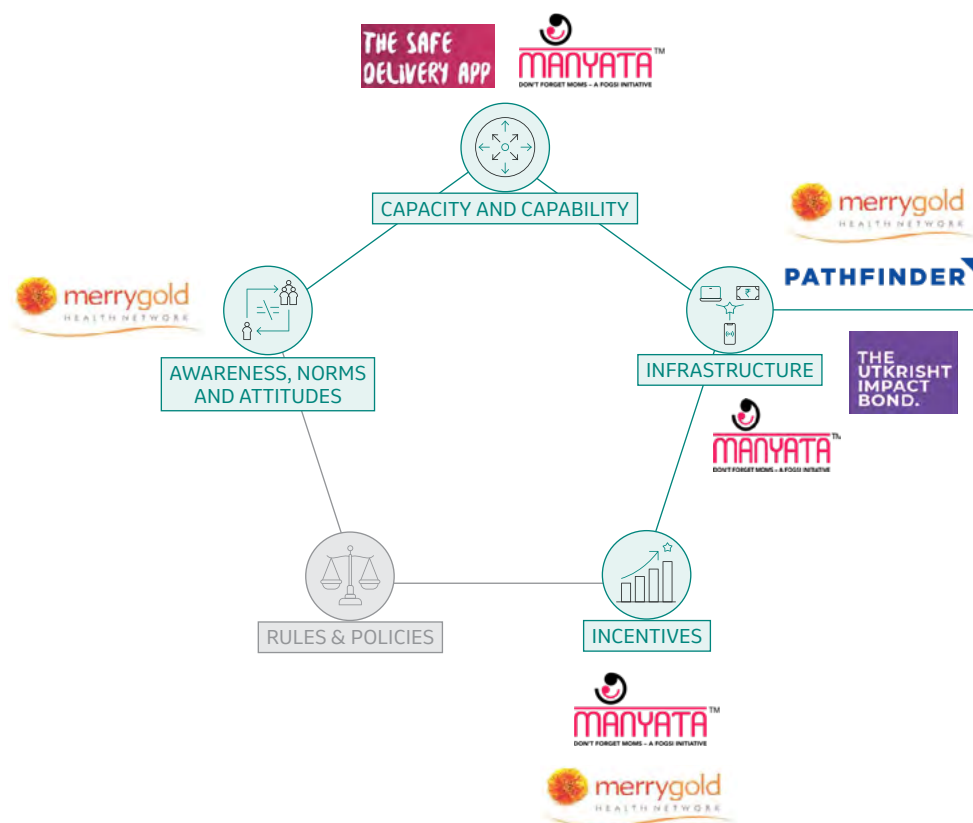 THE SAFE
DELIVERY APP
MANYATA™
DON'T FORGET MOMS – A FOGSI INITIATIVE
CAPACITY AND CAPABILITY
merrygold
HEALTH NETWORK
PATHFINDER
merrygold
HEALTH NETWORK
₹
AWARENESS, NORMS
AND ATTITUDES
INFRASTRUCTURE
THE
UTKRISHT
IMPACT
BOND.
MANYATA™
DON'T FORGET MOMS – A FOGSI INITIATIVE
RULES & POLICIES
INCENTIVES
MANYATA™
DON'T FORGET MOMS – A FOGSI INITIATIVE
merrygold
HEALTH NETWORK